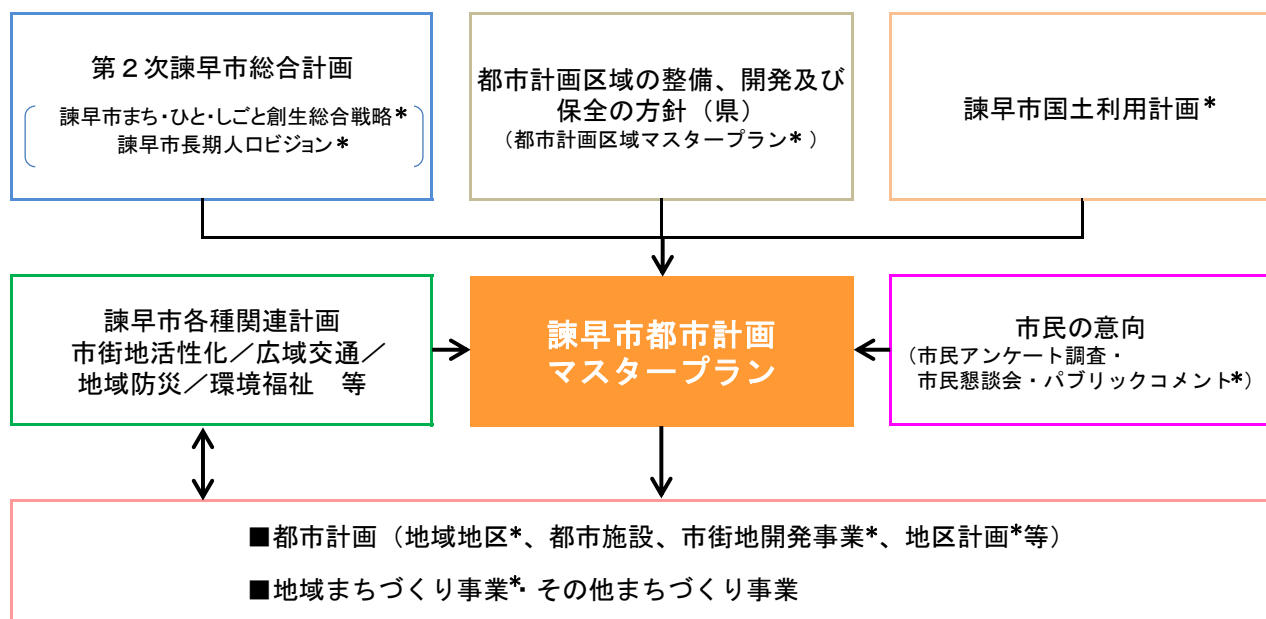 第２次諫早市総合計画
諫早市まち・ひと・しごと創生総合戦略*
諫早市長期人口ビジョン*
都市計画区域の整備、開発及び
保全の方針（県）
（都市計画区域マスタープラン*）
諫早市国土利用計画*
諫早市各種関連計画
市街地活性化／広域交通／
地域防災／環境福祉　等
諫早市都市計画
マスタープラン
市民の意向
（市民アンケート調査・
市民懇談会・パブリックコメント*）
■都市計画（地域地区*、都市施設、市街地開発事業*、地区計画*等）
■地域まちづくり事業*・その他まちづくり事業